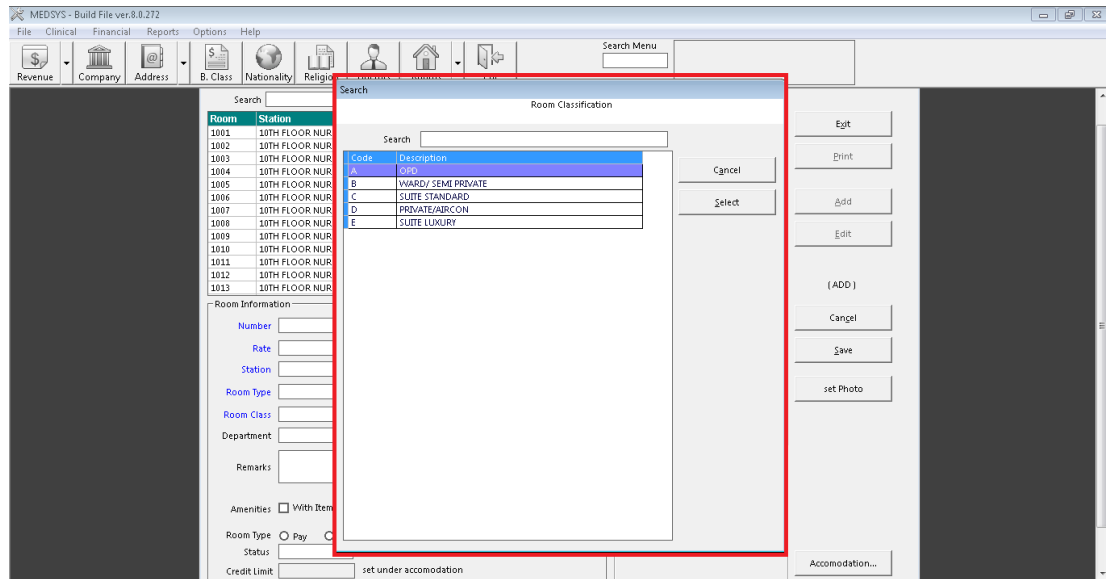 MEDSYS - Build File ver.8.0.272
File Clinical Financial Reports Options Help
Search Menu
Revenue Company Address B. Class Nationality
Search
Room Station
1001 10TH FLOOR NUR
1002 10TH FLOOR NUR
1003 10TH FLOOR NUR
1004 10TH FLOOR NUR
1005 10TH FLOOR NUR
1006 10TH FLOOR NUR
1007 10TH FLOOR NUR
1008 10TH FLOOR NUR
1009 10TH FLOOR NUR
1010 10TH FLOOR NUR
1011 10TH FLOOR NUR
1012 10TH FLOOR NUR
1013 10TH FLOOR NUR
Room Information
Number
Rate
Station
Room Type
Room Class
Department
Remarks
Amenities With Item
Room Type Pay
Status
Credit Limit set under accomodation
Search
Room Classification
Search
Code Description
A OPD
B WARD/ SEMI PRIVATE
C SUITE STANDARD
D PRIVATE/AIRCON
E SUITE LUXURY
Cancel
Select
Exit
Print
Add
Edit
( ADD )
Cancel
Save
set Photo
Accomodation...